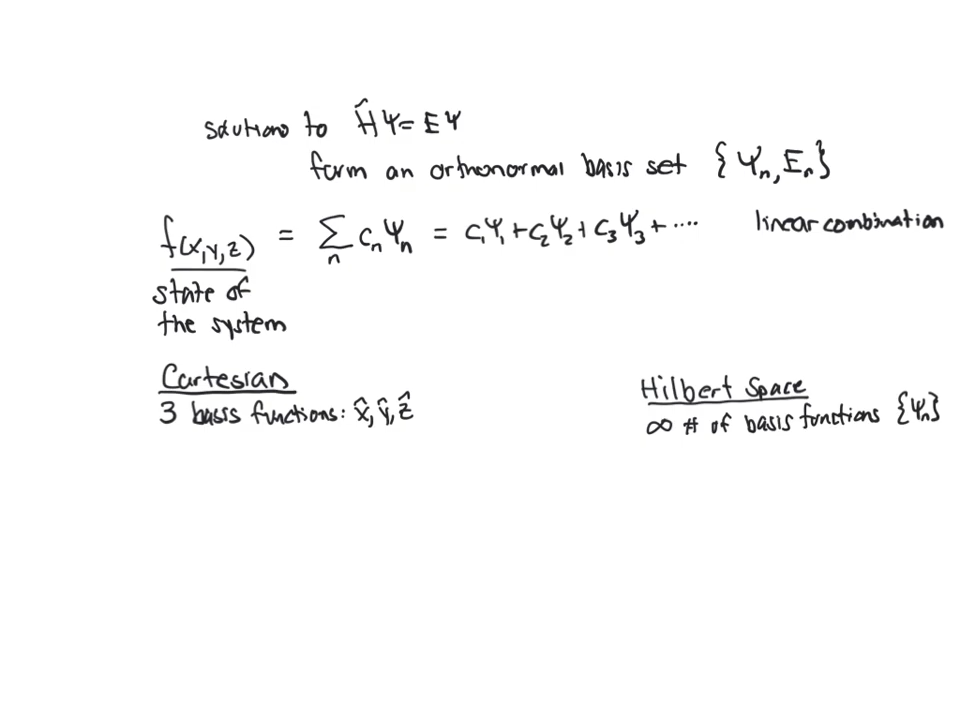 solutions to ĤΨ = EΨ
form an orthonormal basis set {Ψₙ, Eₙ}
f(x,y,z) = ∑ₙ cₙΨₙ = c₁Ψ₁ + c₂Ψ₂ + c₃Ψ₃ + .... linear combination
state of
the system
Cartesian
3 basis functions: x̂, ŷ, ẑ
Hilbert Space
∞ # of basis functions {Ψₙ}